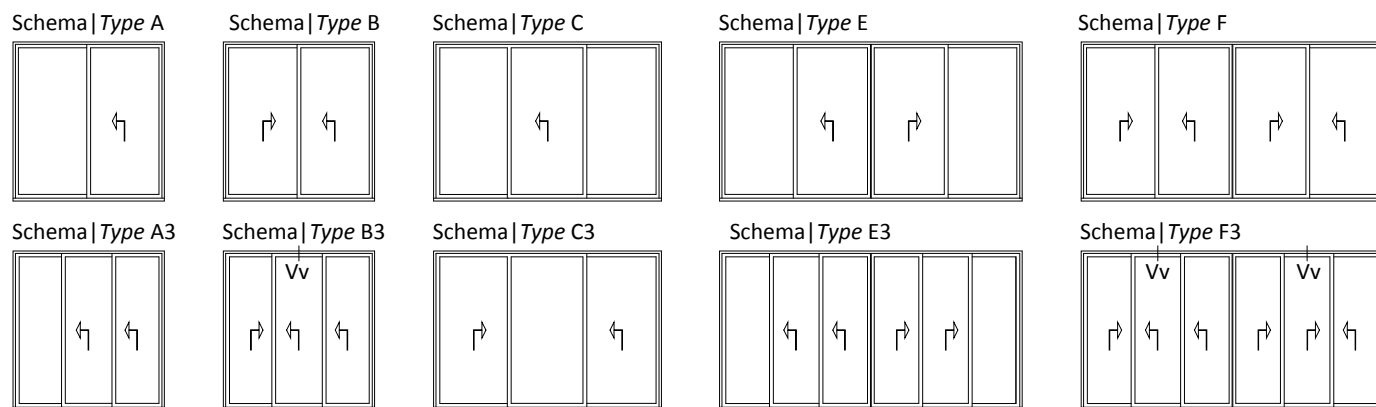 Schema|Type A
Schema|Type B
Schema|Type C
Schema|Type E
Schema|Type F
Schema|Type A3
Schema|Type B3
Vv
Schema|Type C3
Schema|Type E3
Schema|Type F3
Vv
Vv